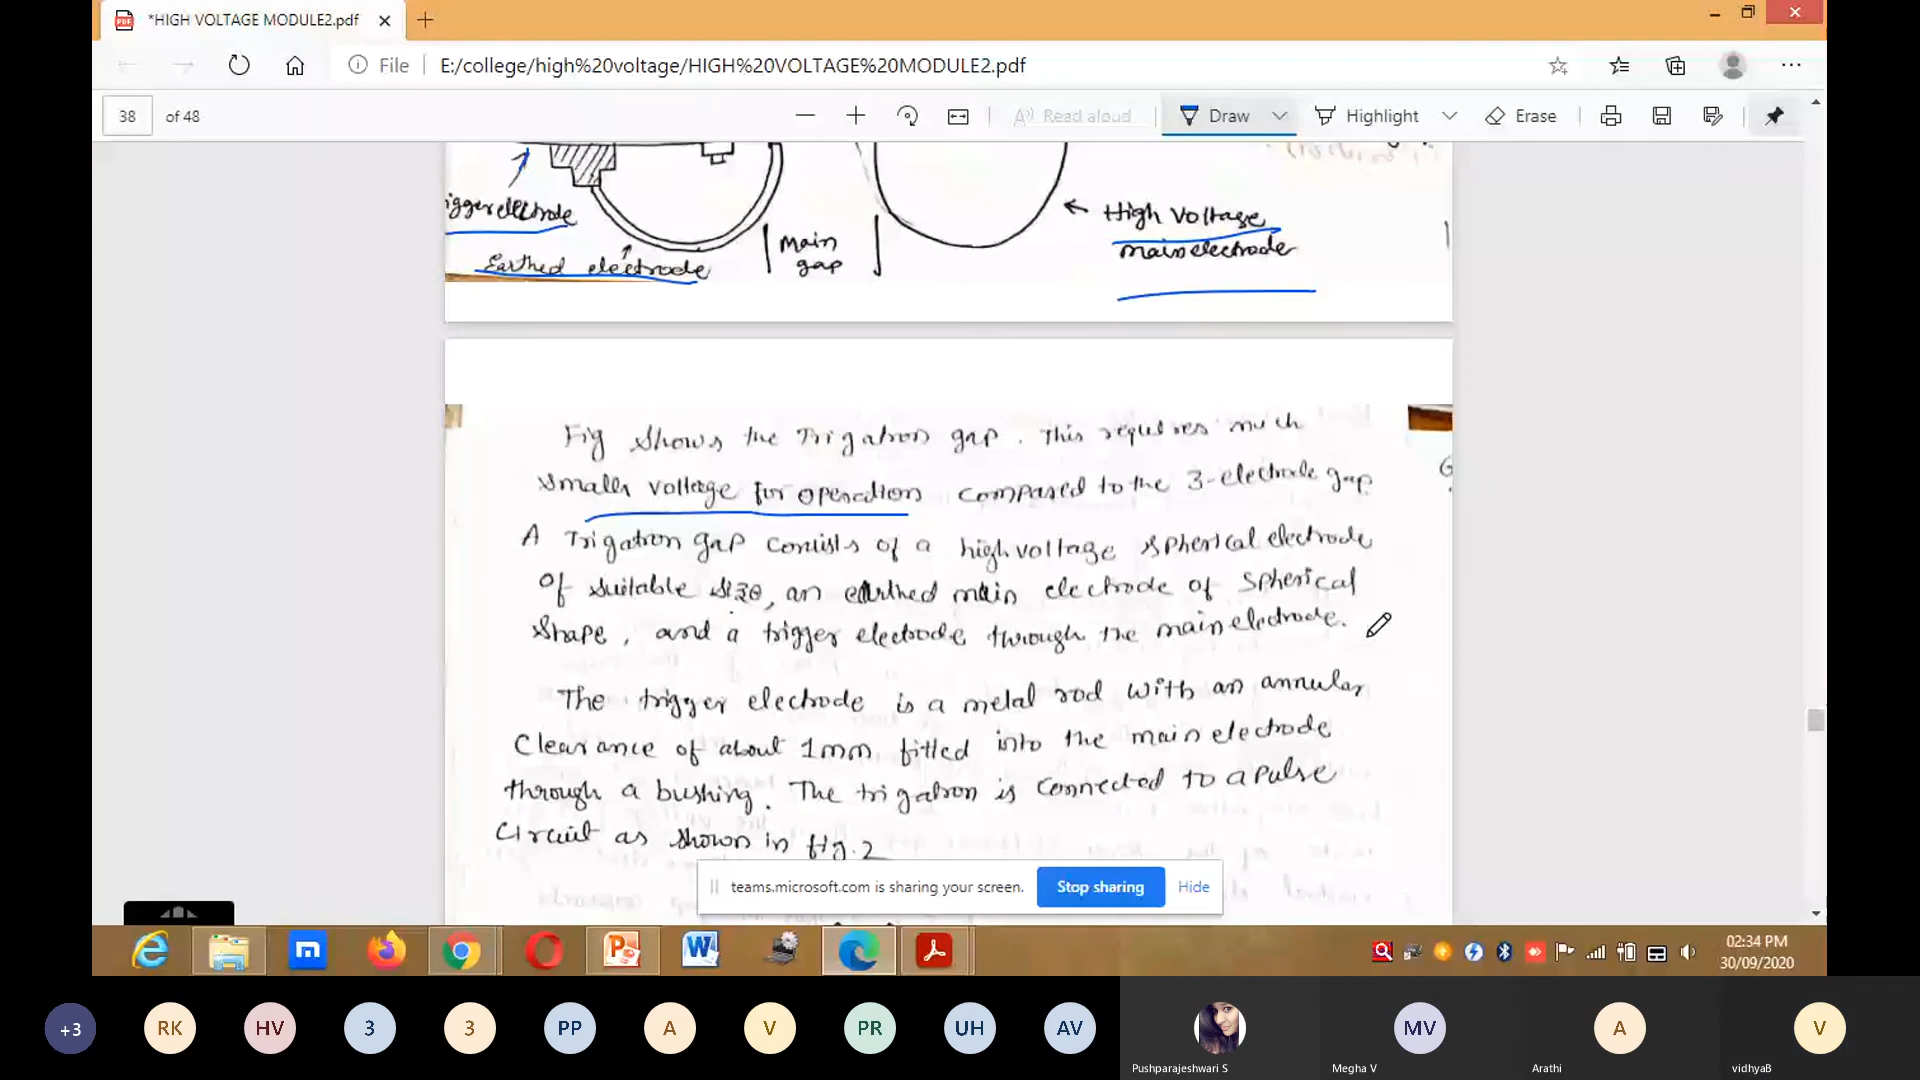 *HIGH VOLTAGE MODULE2.pdf
File E:/college/high%20voltage/HIGH%20VOLTAGE%20MODULE2.pdf
38 of 48 Read aloud Draw Highlight Erase
High Voltage
main electrode
igger electrode
Earthed electrode
Main
gap
Fig shows the Trigatron gap. This requires much
smaller voltage for operation compared to the 3-electrode gap.
A Trigatron gap consists of a high voltage spherical electrode
of suitable size, an earthed main electrode of spherical
shape, and a trigger electrode through the main electrode.
The trigger electrode is a metal rod with an annular
clearance of about 1mm fitted into the main electrode
through a bushing. The trigatron is connected to a pulse
circuit as shown in fig.2
teams.microsoft.com is sharing your screen. Stop sharing Hide
02:34 PM
30/09/2020
+3 RK HV 3 3 PP A V PR UH AV MV A V
Pushparajeshwari S Megha V Arathi vidhyaB